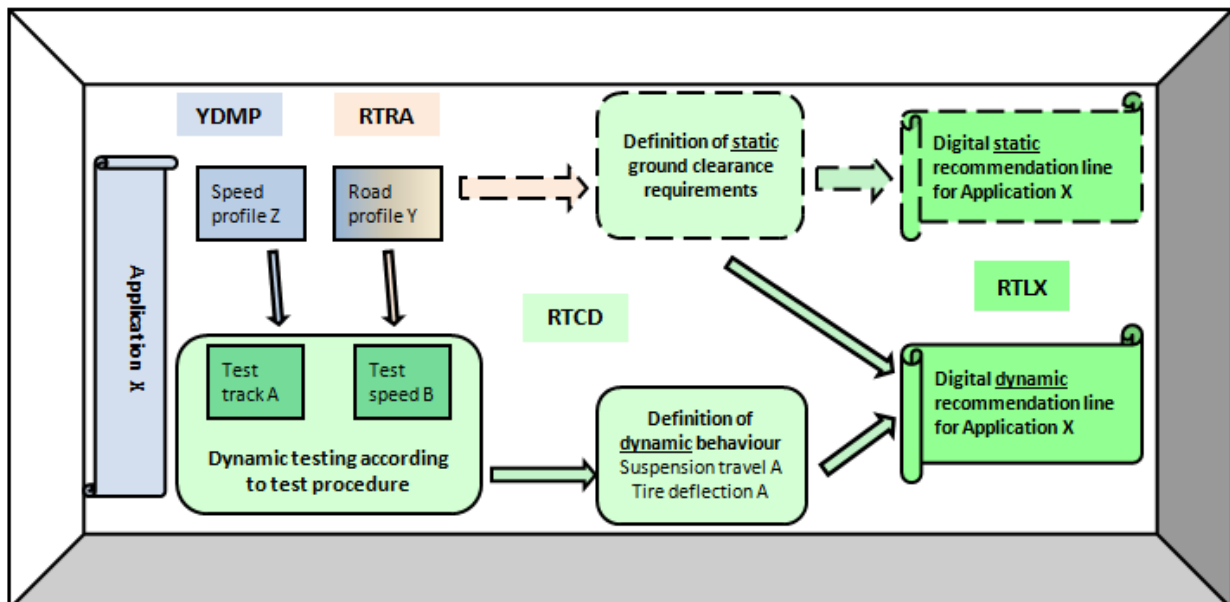 YDMP
RTRA
Application X
Speed
profile Z
Road
profile Y
Definition of static
ground clearance
requirements
Digital static
recommendation line
for Application X
RTCD
RTLX
Test
track A
Test
speed B
Dynamic testing according
to test procedure
Definition of
dynamic behaviour
Suspension travel A
Tire deflection A
Digital dynamic
recommendation line
for Application X